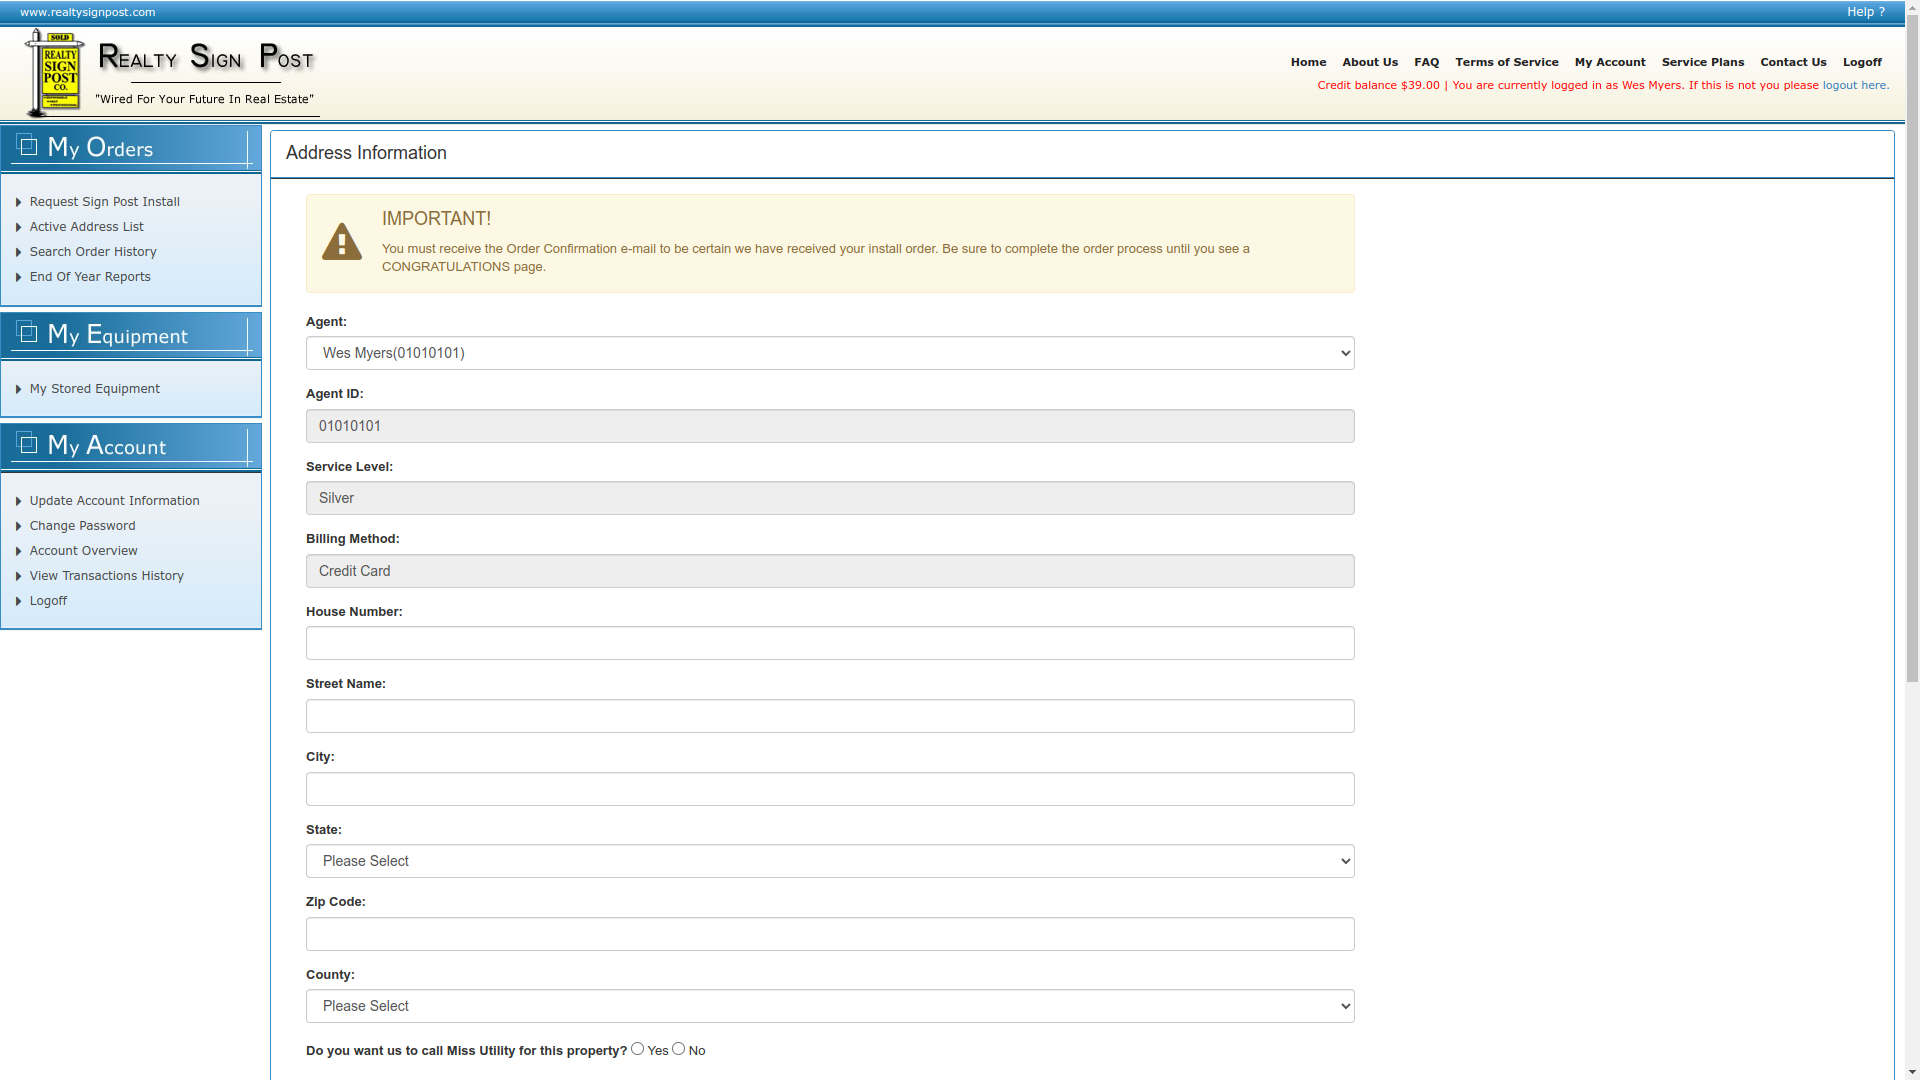 www.realtysignpost.com
Help ?
SOLD
REALTY
SIGN
POST
CO.
Realty Sign Post
"Wired For Your Future In Real Estate"
Home About Us FAQ Terms of Service My Account Service Plans Contact Us Logoff
Credit balance $39.00 | You are currently logged in as Wes Myers. If this is not you please logout here.
My Orders
Request Sign Post Install
Active Address List
Search Order History
End Of Year Reports
My Equipment
My Stored Equipment
My Account
Update Account Information
Change Password
Account Overview
View Transactions History
Logoff
Address Information
IMPORTANT!
You must receive the Order Confirmation e-mail to be certain we have received your install order. Be sure to complete the order process until you see a
CONGRATULATIONS page.
Agent:
Wes Myers(01010101)
Agent ID:
01010101
Service Level:
Silver
Billing Method:
Credit Card
House Number:
Street Name:
City:
State:
Please Select
Zip Code:
County:
Please Select
Do you want us to call Miss Utility for this property? Yes No